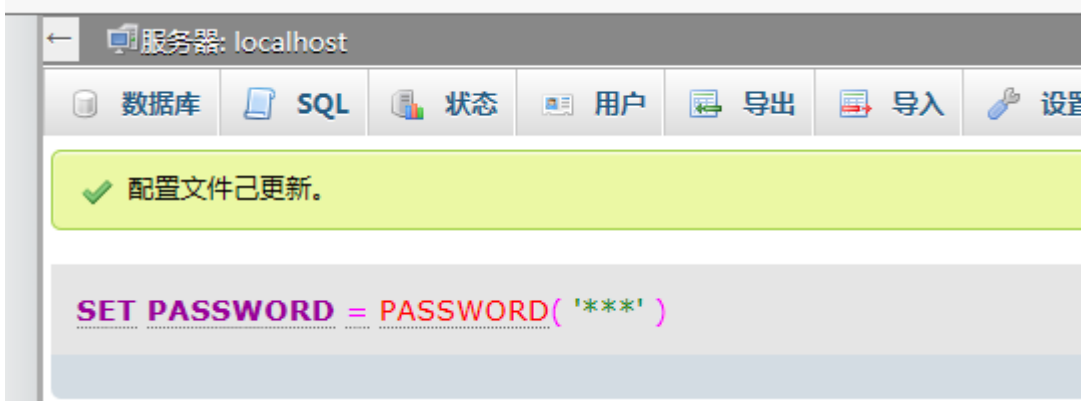 ← 服务器: localhost
数据库 SQL 状态 用户 导出 导入 设置
配置文件己更新。
SET PASSWORD = PASSWORD( '***' )